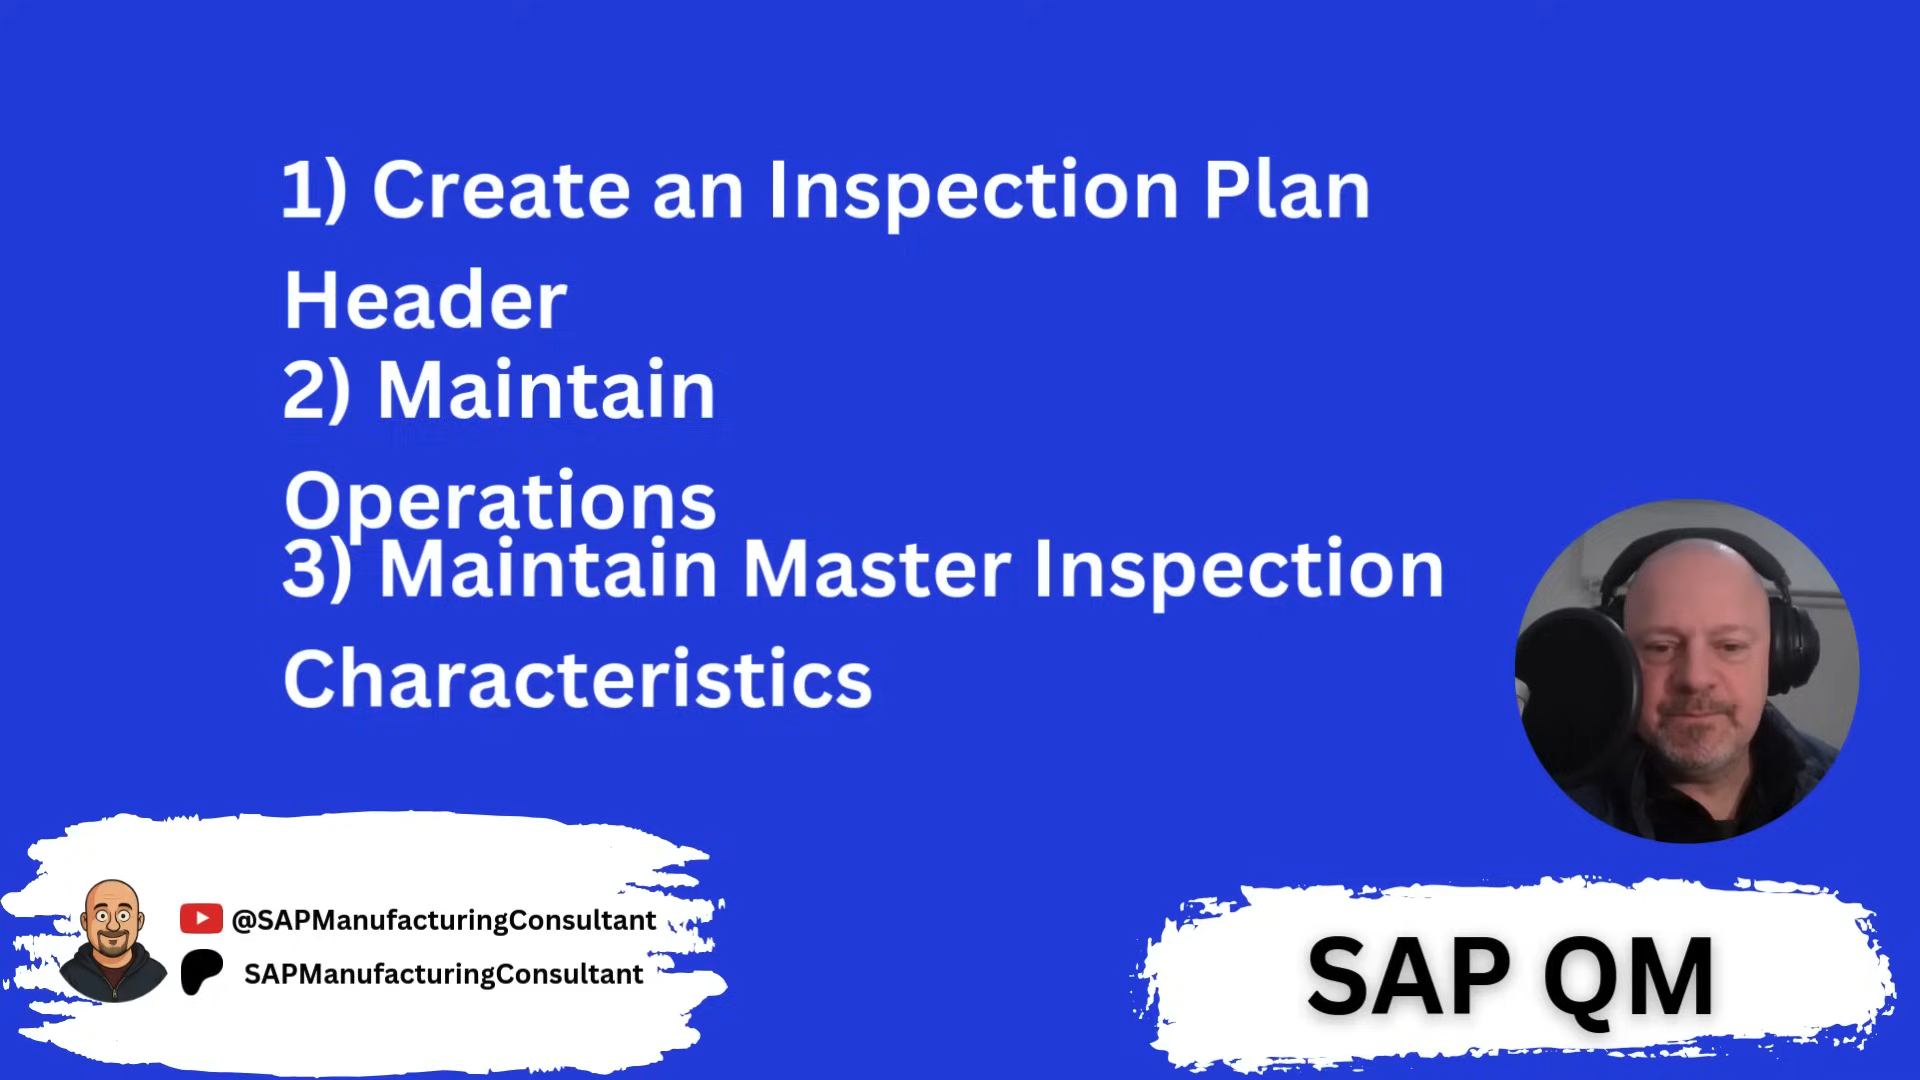 1) Create an Inspection Plan
Header
2) Maintain
Operations
3) Maintain Master Inspection
Characteristics
@SAPManufacturingConsultant
SAPManufacturingConsultant
SAP QM